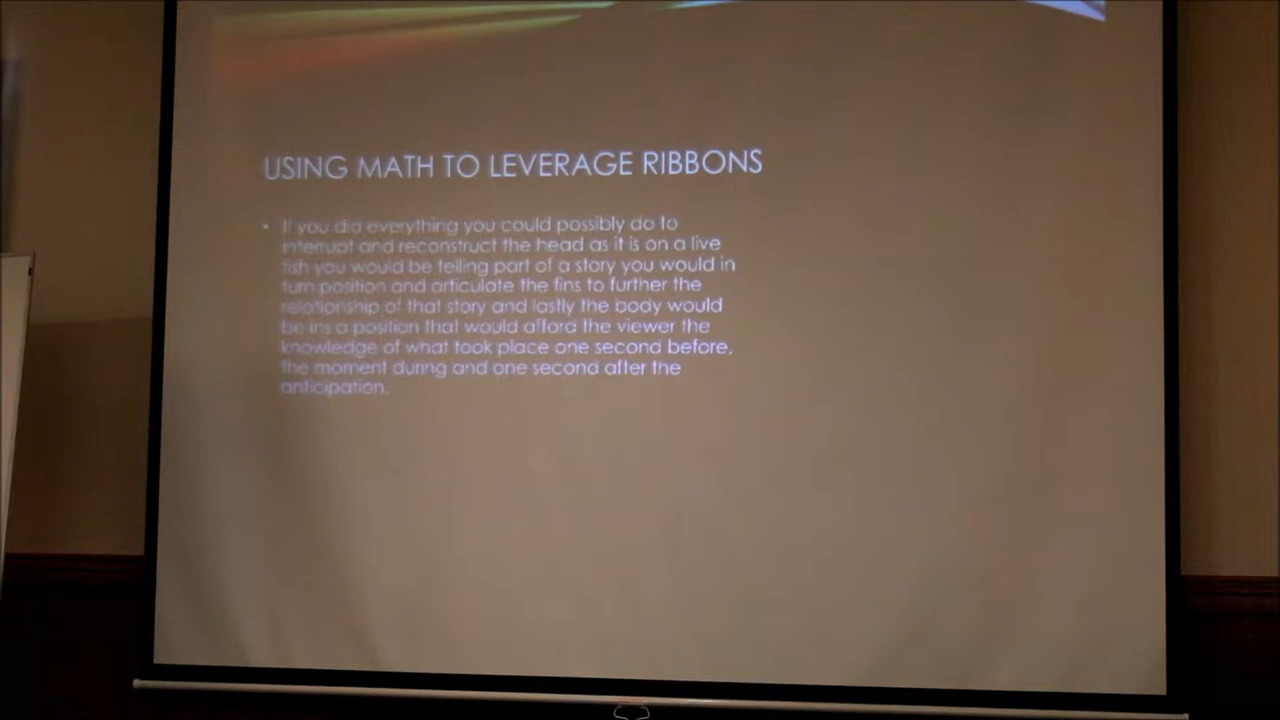 USING MATH TO LEVERAGE RIBBONS
• If you did everything you could possibly do to
interrupt and reconstruct the head as it is on a live
fish you would be telling part of a story you would in
turn position and articulate the fins to further the
relationship of that story and lastly the body would
be ins a position that would afford the viewer the
knowledge of what took place one second before,
the moment during and one second after the
anticipation.